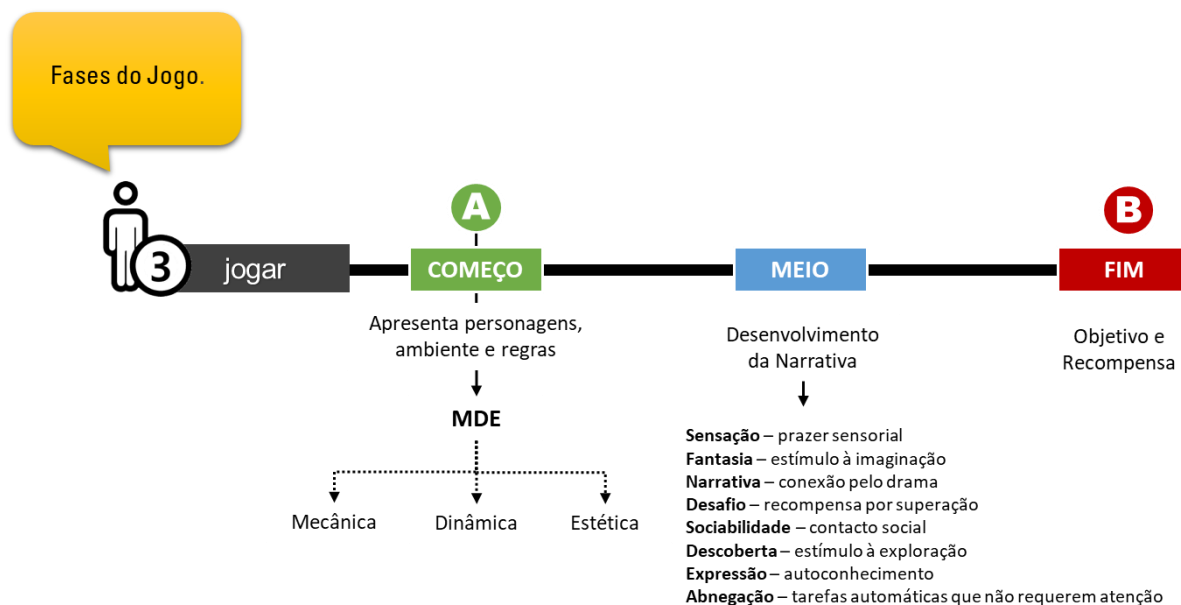 Fases do Jogo.
3
jogar
A
COMEÇO
Apresenta personagens,
ambiente e regras
MDE
Mecânica
Dinâmica
Estética
MEIO
Desenvolvimento
da Narrativa
Sensação – prazer sensorial
Fantasia – estímulo à imaginação
Narrativa – conexão pelo drama
Desafio – recompensa por superação
Sociabilidade – contacto social
Descoberta – estímulo à exploração
Expressão – autoconhecimento
Abnegação – tarefas automáticas que não requerem atenção
B
FIM
Objetivo e
Recompensa